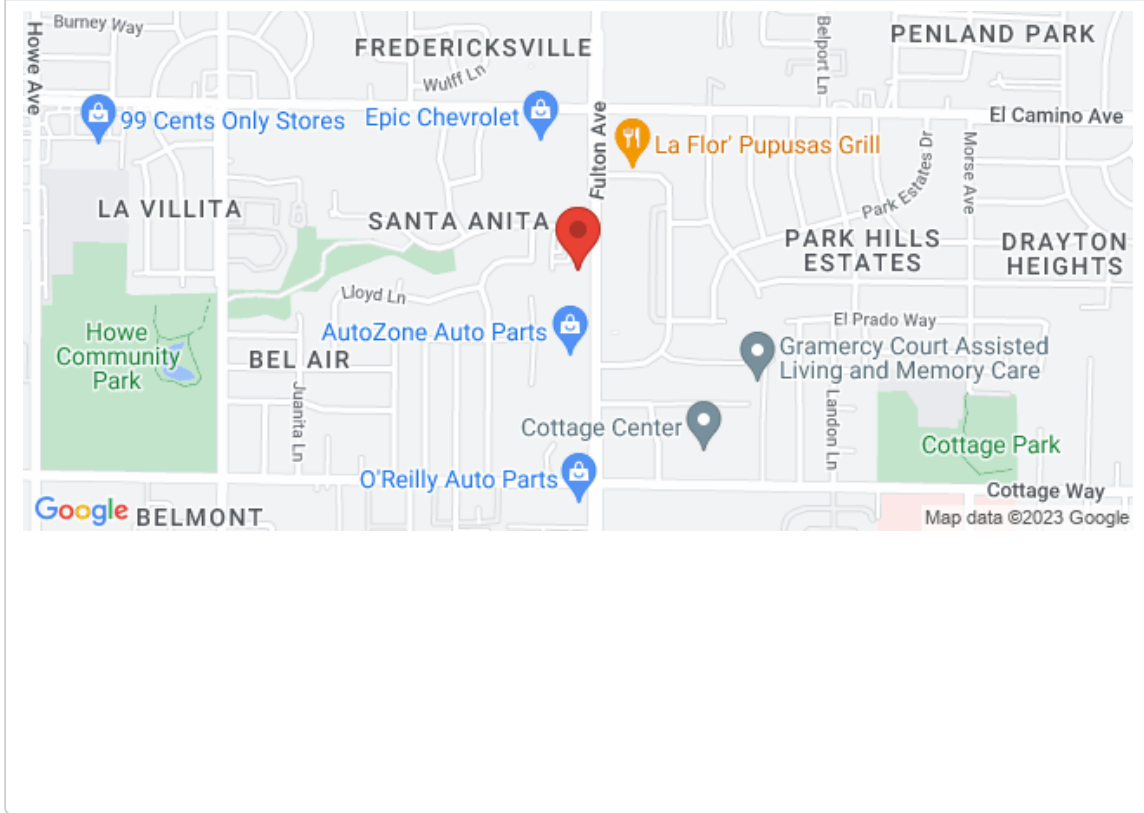 Burney Way
Howe Ave
FREDERICKSVILLE
Wulff Ln
Belport Ln
PENLAND PARK
99 Cents Only Stores
Epic Chevrolet
Fulton Ave
El Camino Ave
La Flor' Pupusas Grill
Park Estates Dr
Morse Ave
LA VILLITA
SANTA ANITA
PARK HILLS
ESTATES
DRAYTON
HEIGHTS
Lloyd Ln
Howe
Community
Park
BEL AIR
AutoZone Auto Parts
El Prado Way
Gramercy Court Assisted
Living and Memory Care
Juanita Ln
Landon Ln
Cottage Center
Cottage Park
O'Reilly Auto Parts
Cottage Way
Google
BELMONT
Map data ©2023 Google